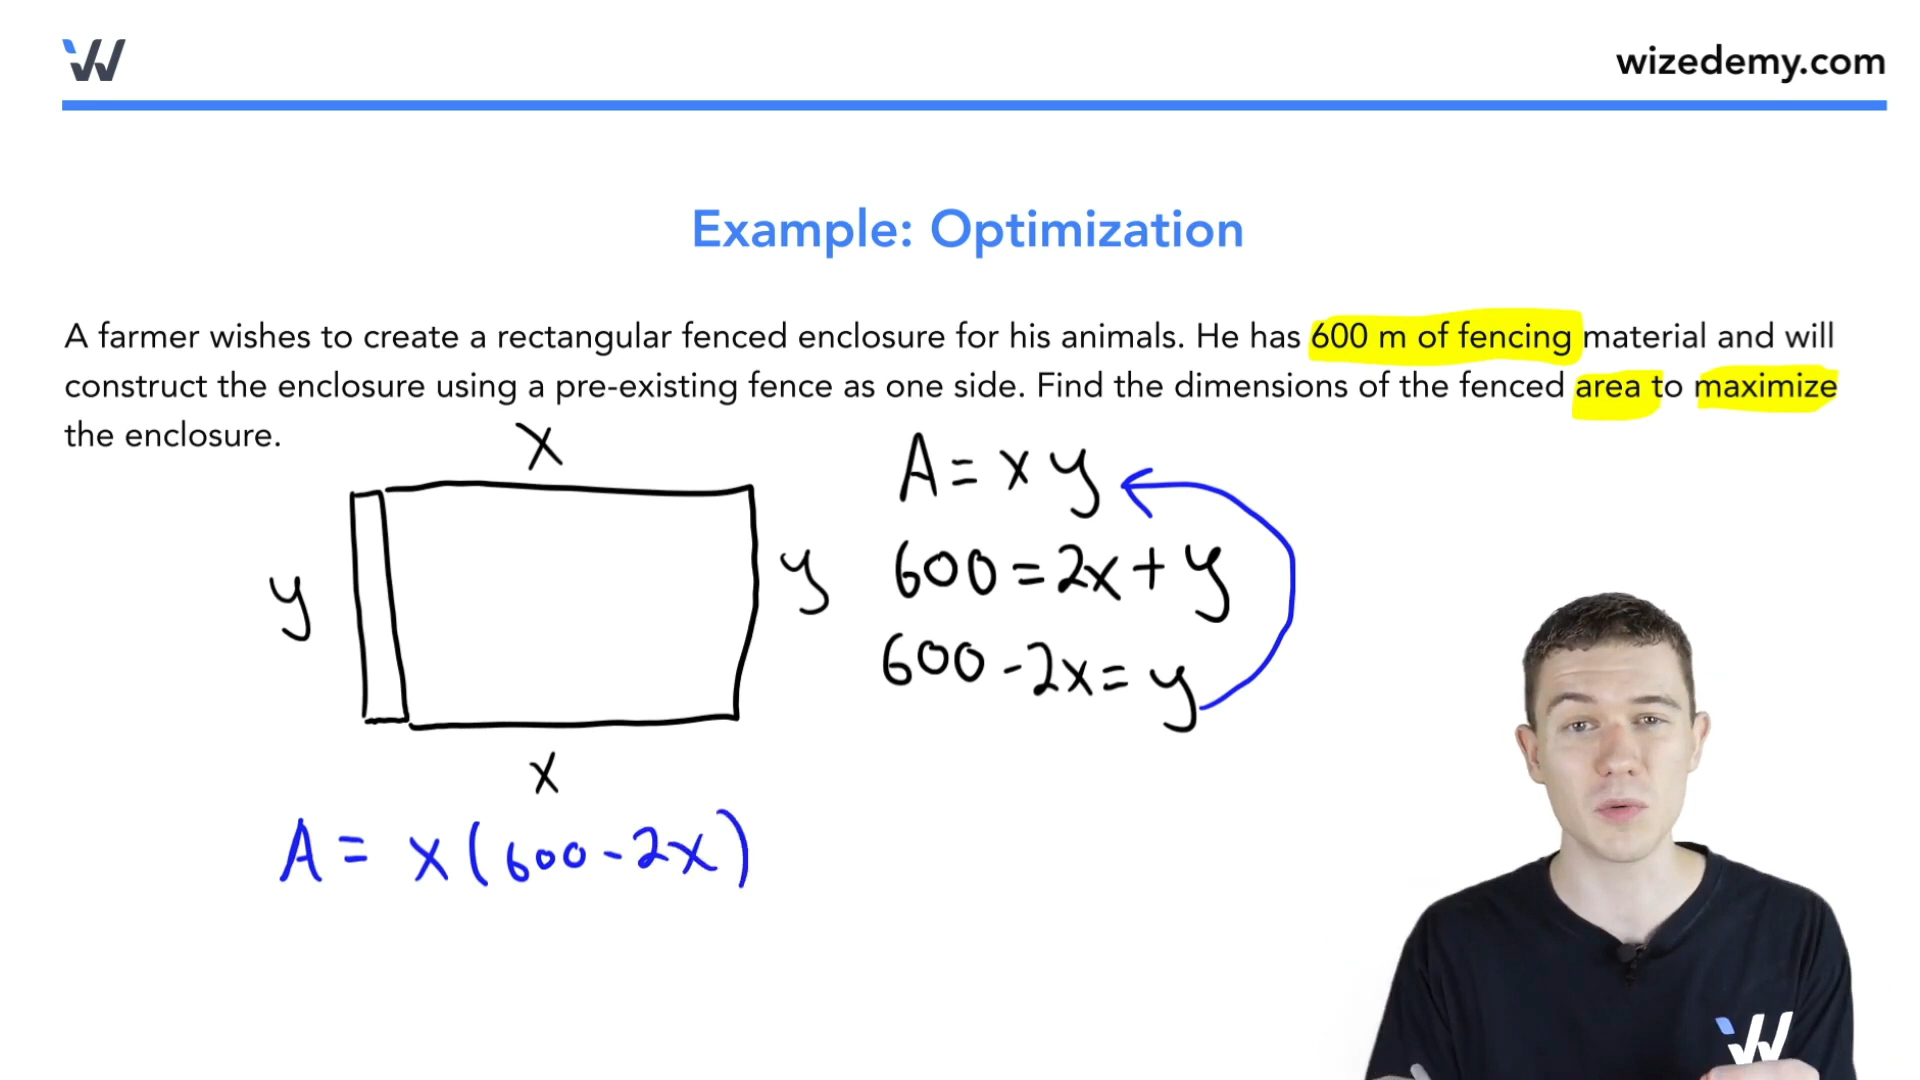 W
wizedemy.com
Example: Optimization
A farmer wishes to create a rectangular fenced enclosure for his animals. He has 600 m of fencing material and will
construct the enclosure using a pre-existing fence as one side. Find the dimensions of the fenced area to maximize
the enclosure.
x
A = x y
y
y
600 = 2x + y
600 - 2x = y
x
A = x(600 - 2x)
W